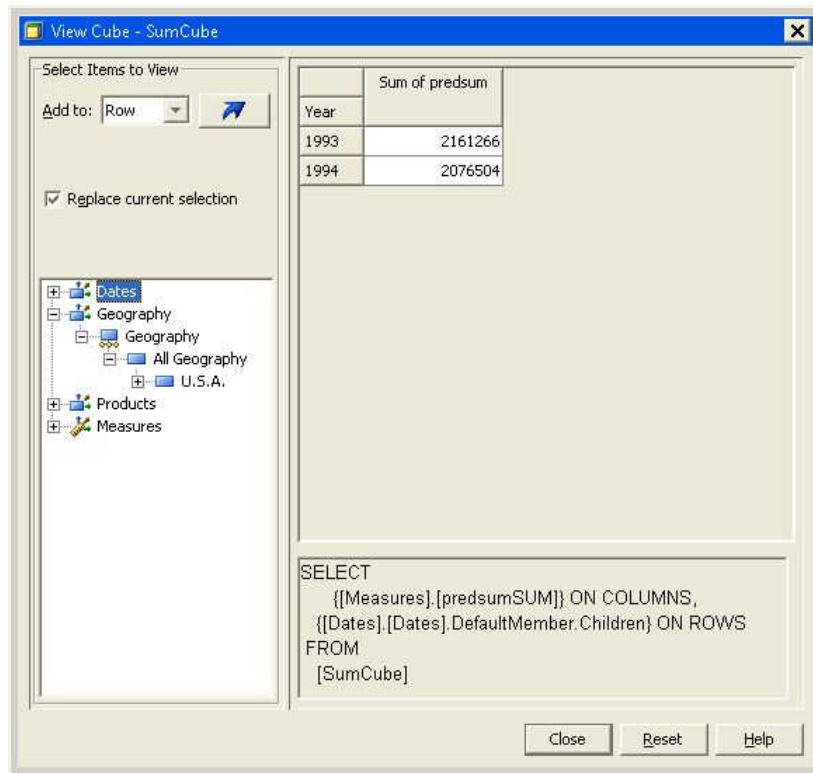 View Cube - SumCube
Select Items to View
Add to: Row
Replace current selection
Dates
Geography
Geography
All Geography
U.S.A.
Products
Measures
Sum of predsum
Year
1993 2161266
1994 2076504
SELECT
{[Measures].[predsumSUM]} ON COLUMNS,
{[Dates].[Dates].DefaultMember.Children} ON ROWS
FROM
[SumCube]
Close Reset Help